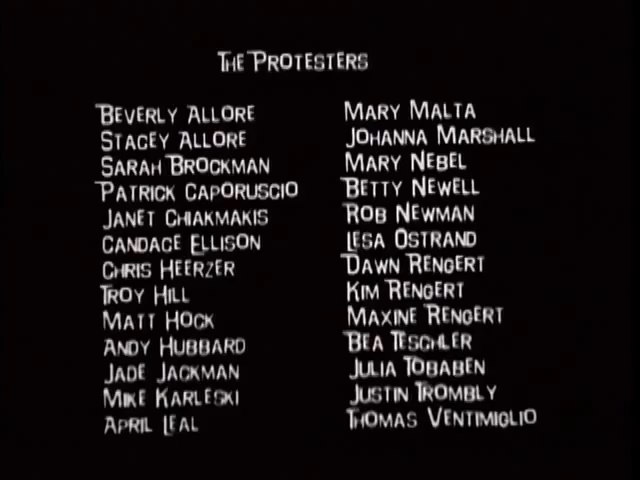 The Protesters
Beverly Allore
Stacey Allore
Sarah Brockman
Patrick Caporuscio
Janet Chiakmakis
Candace Ellison
Chris Heerzer
Troy Hill
Matt Hock
Andy Hubbard
Jade Jackman
Mike Karleski
April Leal
Mary Malta
Johanna Marshall
Mary Nebel
Betty Newell
Rob Newman
Lesa Ostrand
Dawn Rengert
Kim Rengert
Maxine Rengert
Bea Teschler
Julia Tobaben
Justin Trombly
Thomas Ventimiglio